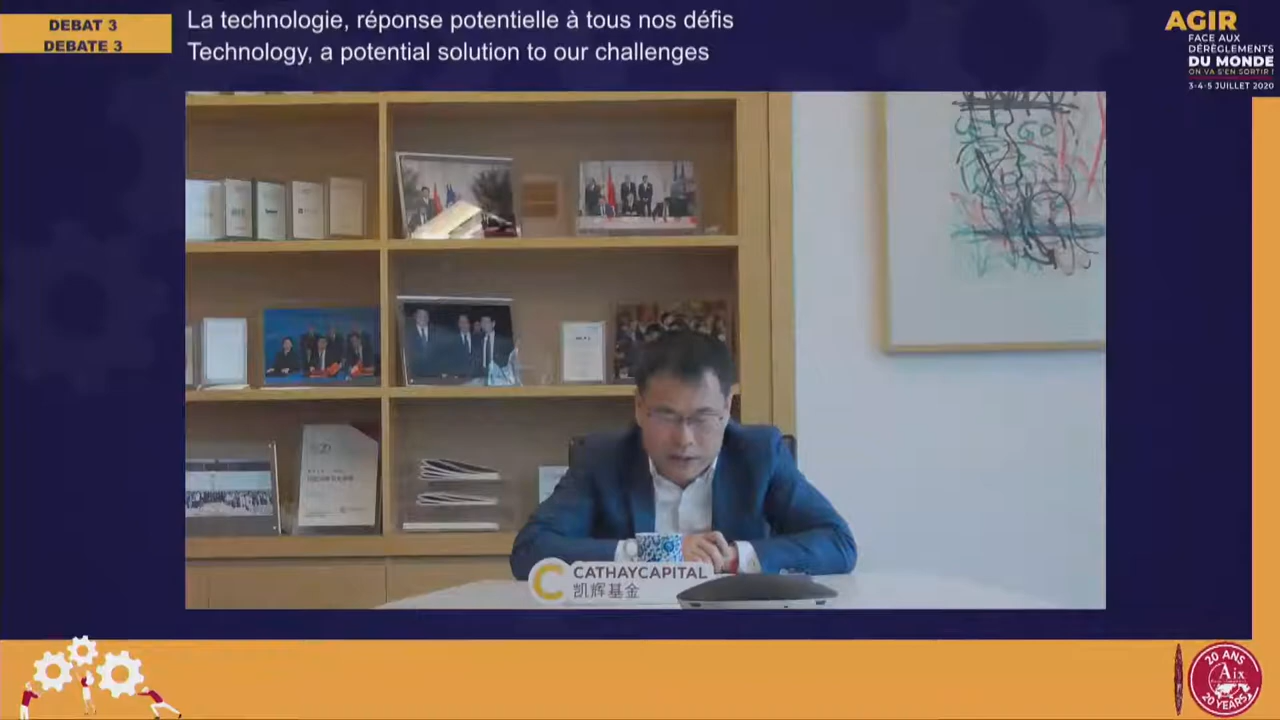 DEBAT 3
DEBATE 3
La technologie, réponse potentielle à tous nos défis
Technology, a potential solution to our challenges
AGIR
FACE AUX
DÉRÈGLEMENTS
DU MONDE
ON VA S'EN SORTIR !
3-4-5 JUILLET 2020
CATHAYCAPITAL
凯辉基金
20 ANS
Aix
20 YEARS